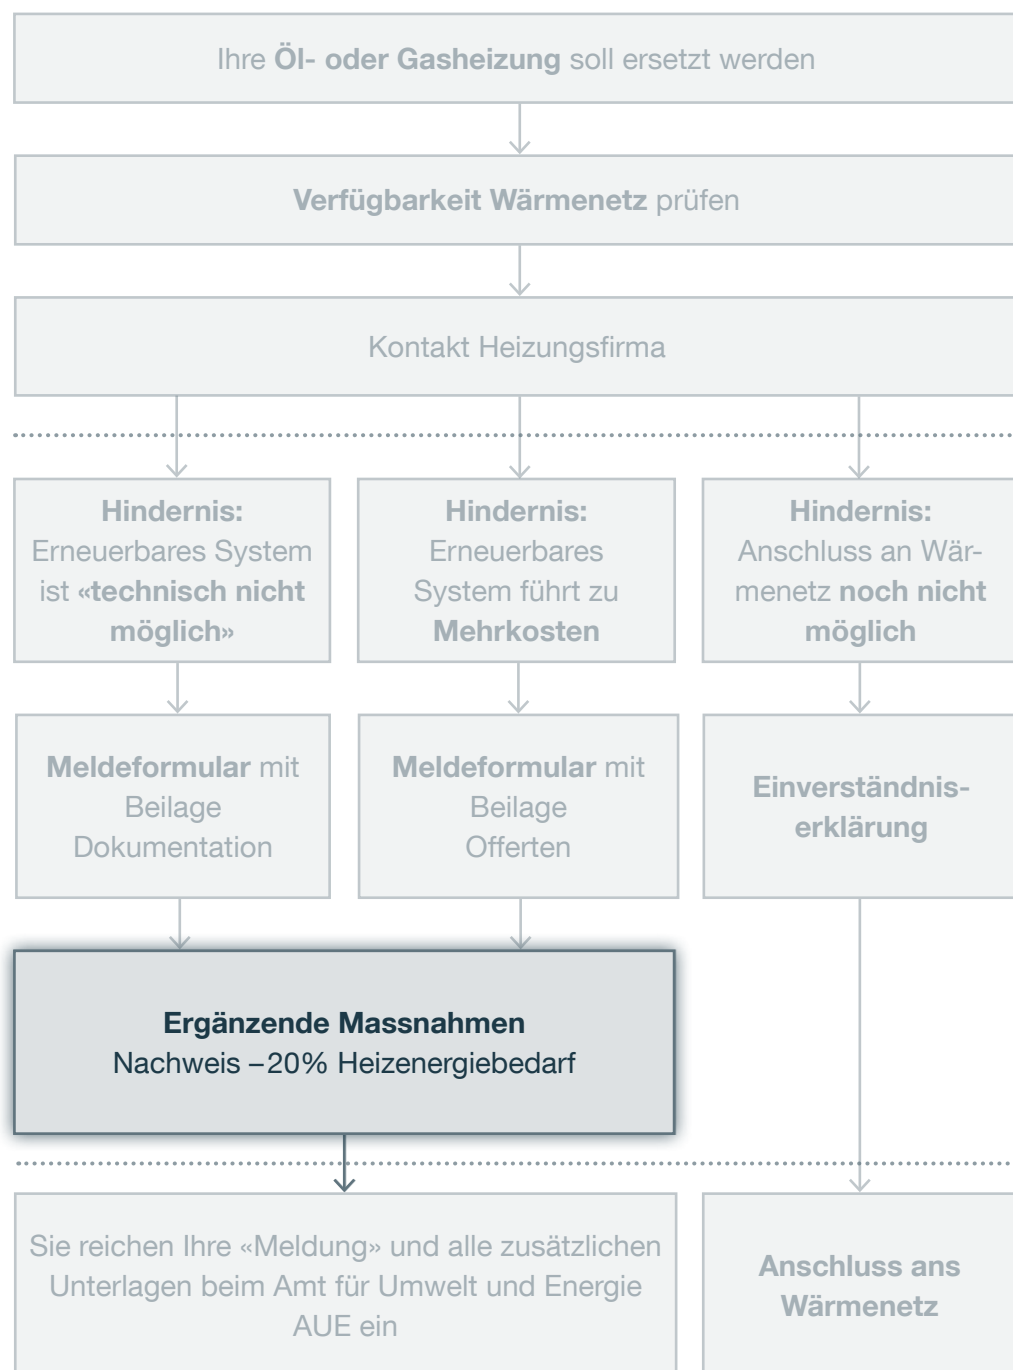 Ihre Öl- oder Gasheizung soll ersetzt werden
Verfügbarkeit Wärmenetz prüfen
Kontakt Heizungsfirma
Hindernis:
Erneuerbares System
ist «technisch nicht
möglich»
Hindernis:
Erneuerbares
System führt zu
Mehrkosten
Hindernis:
Anschluss an Wär-
menetz noch nicht
möglich
Meldeformular mit
Beilage
Dokumentation
Meldeformular mit
Beilage
Offerten
Einverständnis-
erklärung
Ergänzende Massnahmen
Nachweis –20% Heizenergiebedarf
Sie reichen Ihre «Meldung» und alle zusätzlichen
Unterlagen beim Amt für Umwelt und Energie
AUE ein
Anschluss ans
Wärmenetz